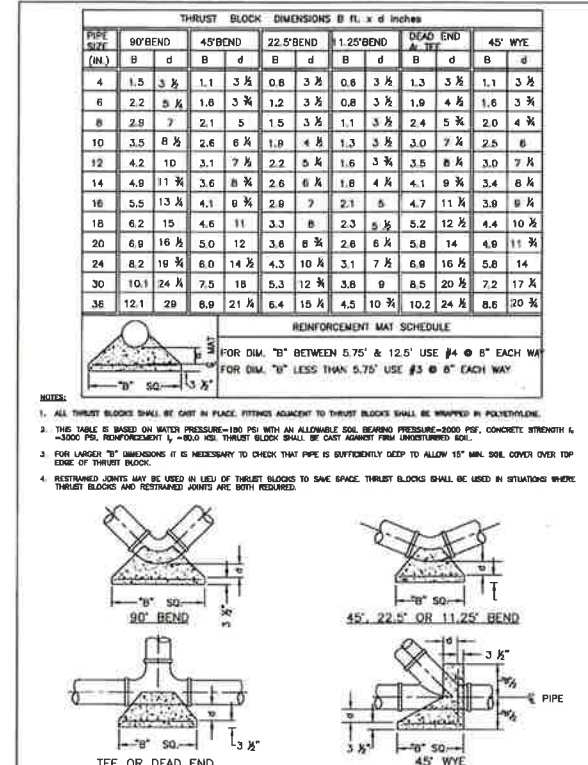 THRUST BLOCK DIMENSIONS B ft. x d inches
PIPE SIZE 90°BEND 45°BEND 22.5°BEND 11.25°BEND DEAD END & TEE 45° WYE
(IN.) B d B d B d B d B d B d
4 1.5 3 ½ 1.1 3 ½ 0.8 3 ½ 0.6 3 ½ 1.3 3 ½ 1.1 3 ½
6 2.2 5 ¼ 1.6 3 ¾ 1.2 3 ½ 0.8 3 ½ 1.9 4 ½ 1.6 3 ¾
8 2.9 7 2.1 5 1.5 3 ½ 1.1 3 ½ 2.4 5 ¾ 2.0 4 ¾
10 3.5 8 ½ 2.6 6 ¼ 1.9 4 ½ 1.3 3 ½ 3.0 7 ¼ 2.5 6
12 4.2 10 3.1 7 ½ 2.2 5 ¼ 1.6 3 ¾ 3.5 8 ¼ 3.0 7 ¼
14 4.9 11 ¾ 3.6 8 ¾ 2.6 6 ¼ 1.8 4 ¼ 4.1 9 ¾ 3.4 8 ¼
16 5.5 13 ¼ 4.1 9 ¾ 2.9 7 2.1 5 4.7 11 ¼ 3.9 9 ¼
18 6.2 15 4.6 11 3.3 8 2.3 5 ½ 5.2 12 ½ 4.4 10 ½
20 6.9 16 ½ 5.0 12 3.6 8 ¾ 2.6 6 ¼ 5.8 14 4.9 11 ¾
24 8.2 19 ¾ 6.0 14 ½ 4.3 10 ¼ 3.1 7 ½ 6.9 16 ½ 5.8 14
30 10.1 24 ¼ 7.5 18 5.3 12 ¾ 3.8 9 8.5 20 ½ 7.2 17 ¼
36 12.1 29 8.9 21 ¼ 6.4 15 ¼ 4.5 10 ¾ 10.2 24 ½ 8.6 20 ¾
REINFORCEMENT MAT SCHEDULE
d
℄ MAT
"B" SQ. 3 ½"
FOR DIM. "B" BETWEEN 5.75' & 12.5' USE #4 @ 8" EACH WAY
FOR DIM. "B" LESS THAN 5.75' USE #3 @ 8" EACH WAY
NOTES:
1. ALL THRUST BLOCKS SHALL BE CAST IN PLACE. FITTINGS ADJACENT TO THRUST BLOCKS SHALL BE WRAPPED IN POLYETHYLENE.
2. THIS TABLE IS BASED ON WATER PRESSURE=180 PSI WITH AN ALLOWABLE SOIL BEARING PRESSURE=2000 PSF, CONCRETE STRENGTH f
=3000 PSI, REINFORCEMENT f =60.0 KSI. THRUST BLOCK SHALL BE CAST AGAINST FIRM UNDISTURBED SOIL.
3. FOR LARGER "B" DIMENSIONS IT IS NECESSARY TO CHECK THAT PIPE IS SUFFICIENTLY DEEP TO ALLOW 15" MIN. SOIL COVER OVER TOP
EDGE OF THRUST BLOCK.
4. RESTRAINED JOINTS MAY BE USED IN LIEU OF THRUST BLOCKS TO SAVE SPACE. THRUST BLOCKS SHALL BE USED IN SITUATIONS WHERE
THRUST BLOCKS AND RESTRAINED JOINTS ARE BOTH REQUIRED.
d
"B" SQ.
3 ½"
90° BEND
d
"B" SQ.
45°, 22.5° OR 11.25° BEND
d
"B" SQ. 3 ½"
TEE OR DEAD END
d
3 ½"
℄ PIPE
d
3 ½" "B" SQ.
45° WYE